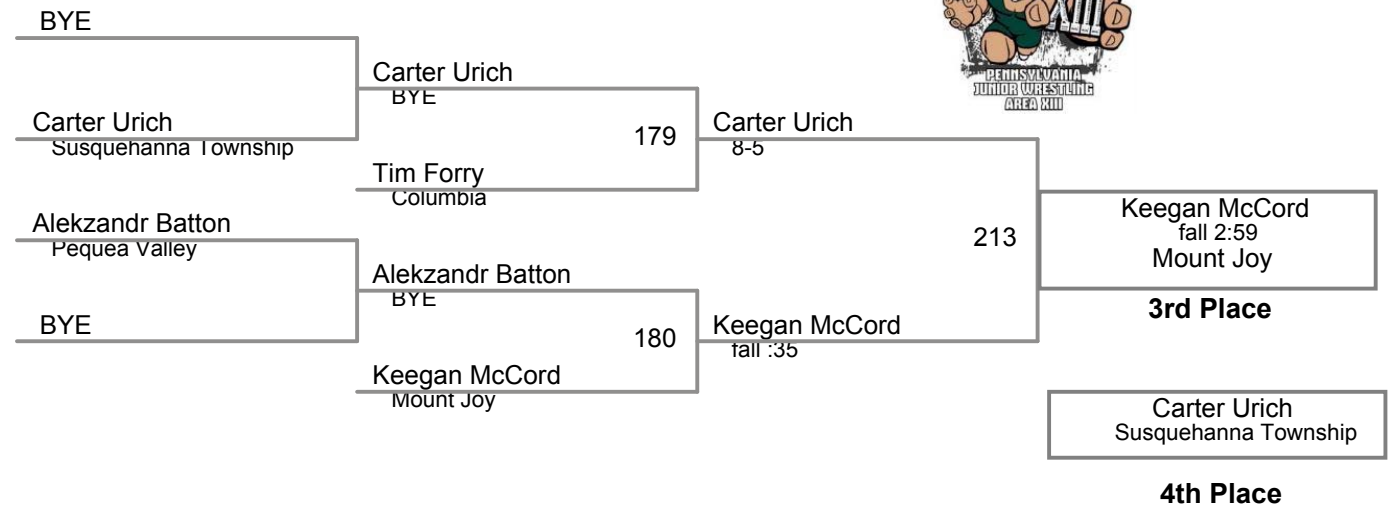 BYE
Carter Urich
Susquehanna Township
Alekzandr Batton
Pequea Valley
BYE
Carter Urich
BYE
179
Tim Forry
Columbia
Alekzandr Batton
BYE
180
Keegan McCord
Mount Joy
Carter Urich
8-5
213
Keegan McCord
fall :35
PENNSYLVANIA
JUNIOR WRESTLING
AREA XIII
Keegan McCord
fall 2:59
Mount Joy
3rd Place
Carter Urich
Susquehanna Township
4th Place